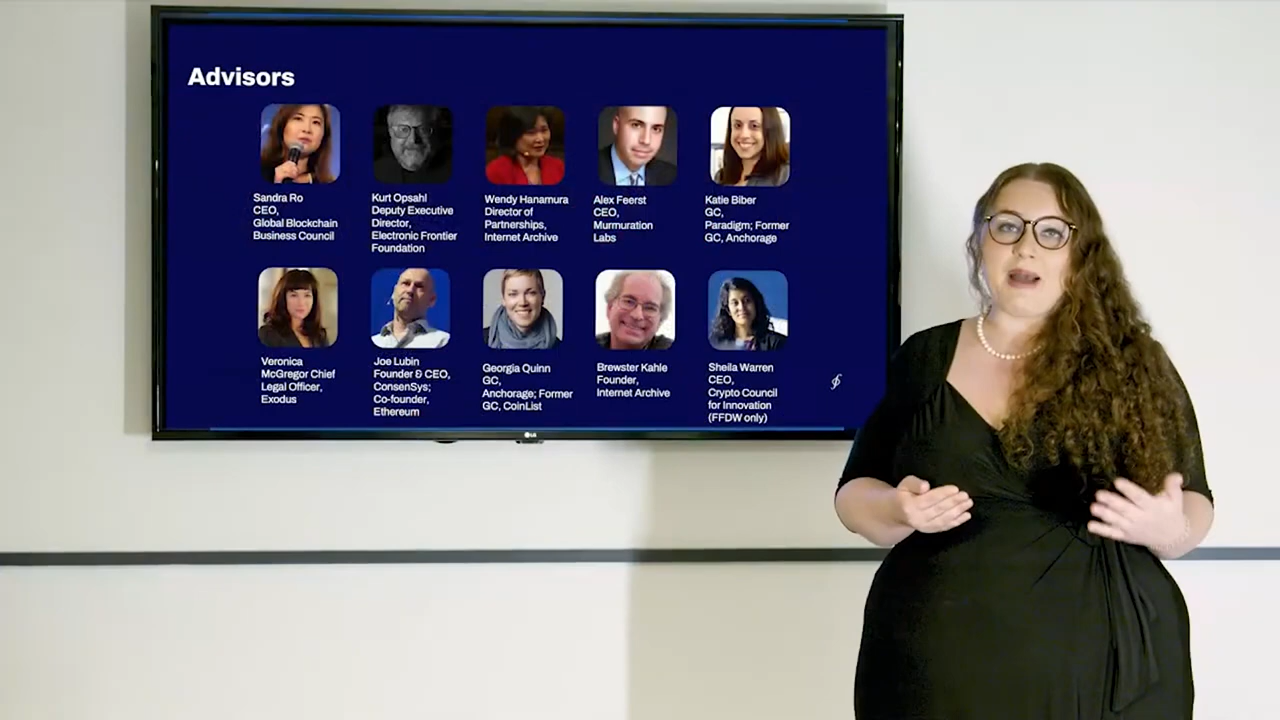 Advisors
Sandra Ro
CEO,
Global Blockchain
Business Council
Kurt Opsahl
Deputy Executive
Director,
Electronic Frontier
Foundation
Wendy Hanamura
Director of
Partnerships,
Internet Archive
Alex Feerst
CEO,
Murmuration
Labs
Katie Biber
GC,
Paradigm; Former
GC, Anchorage
Veronica
McGregor Chief
Legal Officer,
Exodus
Joe Lubin
Founder & CEO,
ConsenSys;
Co-founder,
Ethereum
Georgia Quinn
GC,
Anchorage; Former
GC, CoinList
Brewster Kahle
Founder,
Internet Archive
Sheila Warren
CEO,
Crypto Council
for Innovation
(FFDW only)
LG